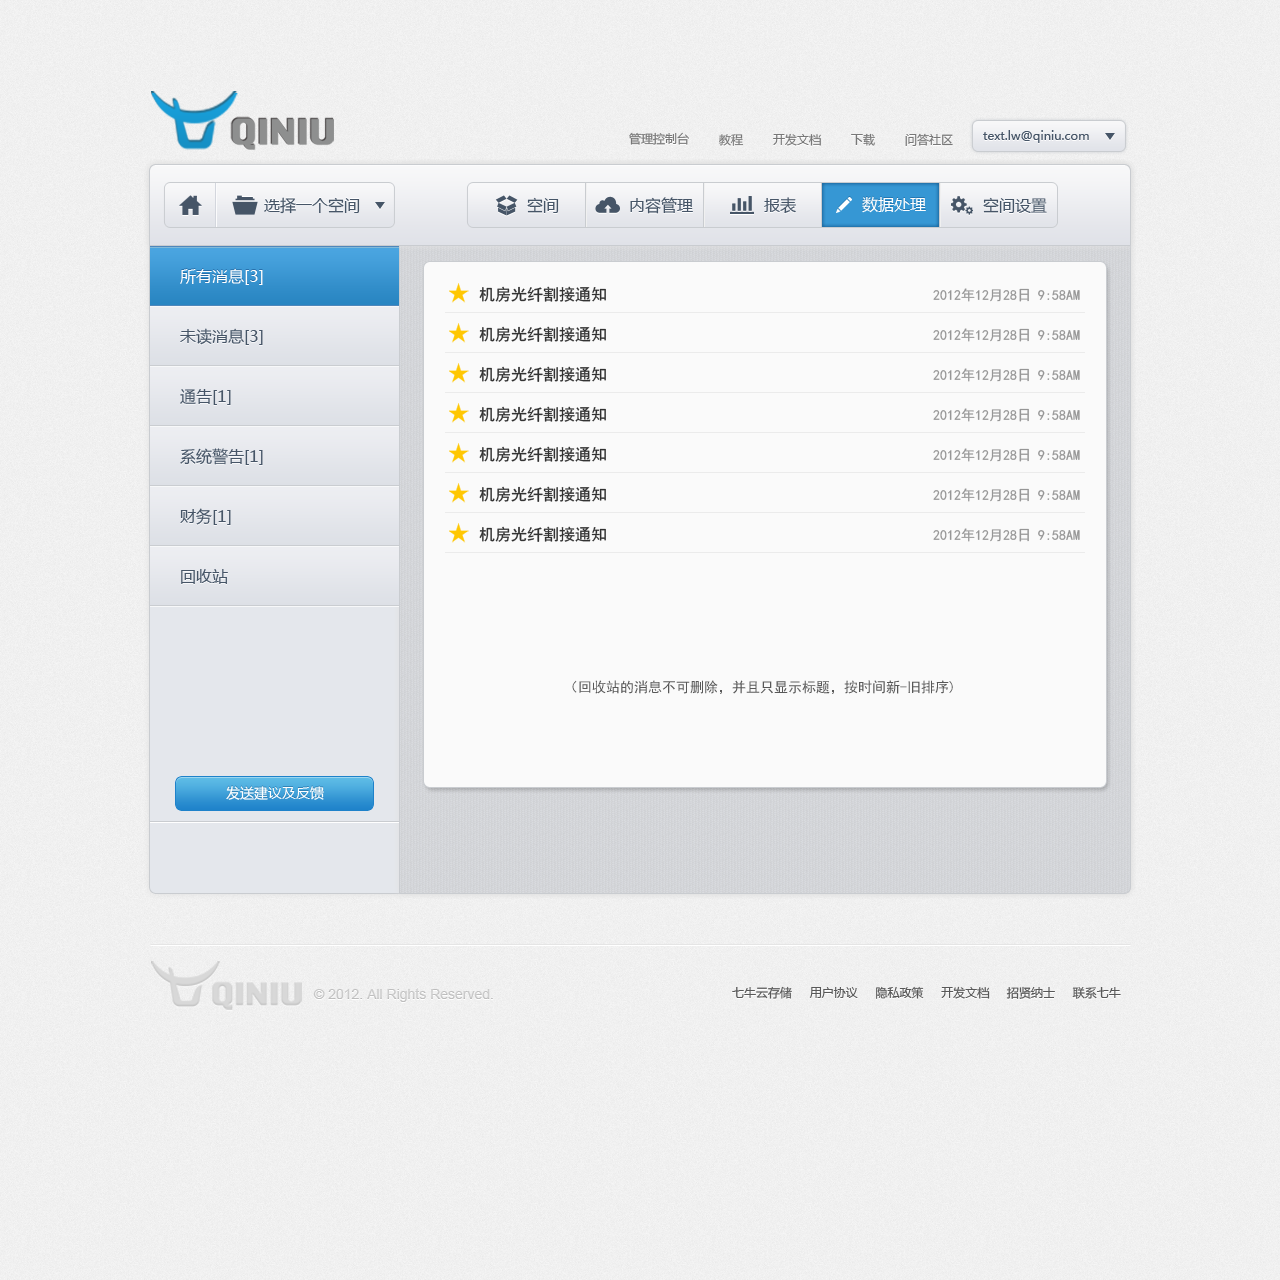 QINIU
管理控制台 教程 开发文档 下载 问答社区 text.lw@qiniu.com
选择一个空间 空间 内容管理 报表 数据处理 空间设置
所有消息[3]
未读消息[3]
通告[1]
系统警告[1]
财务[1]
回收站
发送建议及反馈
机房光纤割接通知 2012年12月28日 9:58AM
机房光纤割接通知 2012年12月28日 9:58AM
机房光纤割接通知 2012年12月28日 9:58AM
机房光纤割接通知 2012年12月28日 9:58AM
机房光纤割接通知 2012年12月28日 9:58AM
机房光纤割接通知 2012年12月28日 9:58AM
机房光纤割接通知 2012年12月28日 9:58AM
（回收站的消息不可删除，并且只显示标题，按时间新-旧排序）
QINIU © 2012. All Rights Reserved. 七牛云存储 用户协议 隐私政策 开发文档 招贤纳士 联系七牛